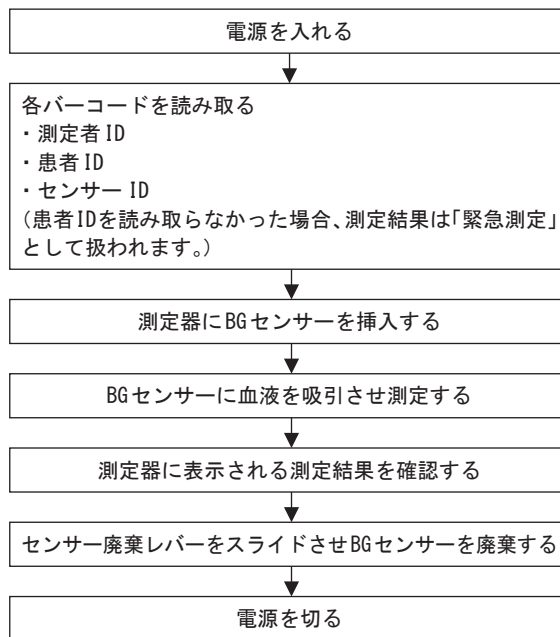 電源を入れる
各バーコードを読み取る
・測定者ID
・患者ID
・センサー ID
(患者IDを読み取らなかった場合、測定結果は「緊急測定」
として扱われます。)
測定器にBGセンサーを挿入する
BGセンサーに血液を吸引させ測定する
測定器に表示される測定結果を確認する
センサー廃棄レバーをスライドさせBGセンサーを廃棄する
電源を切る